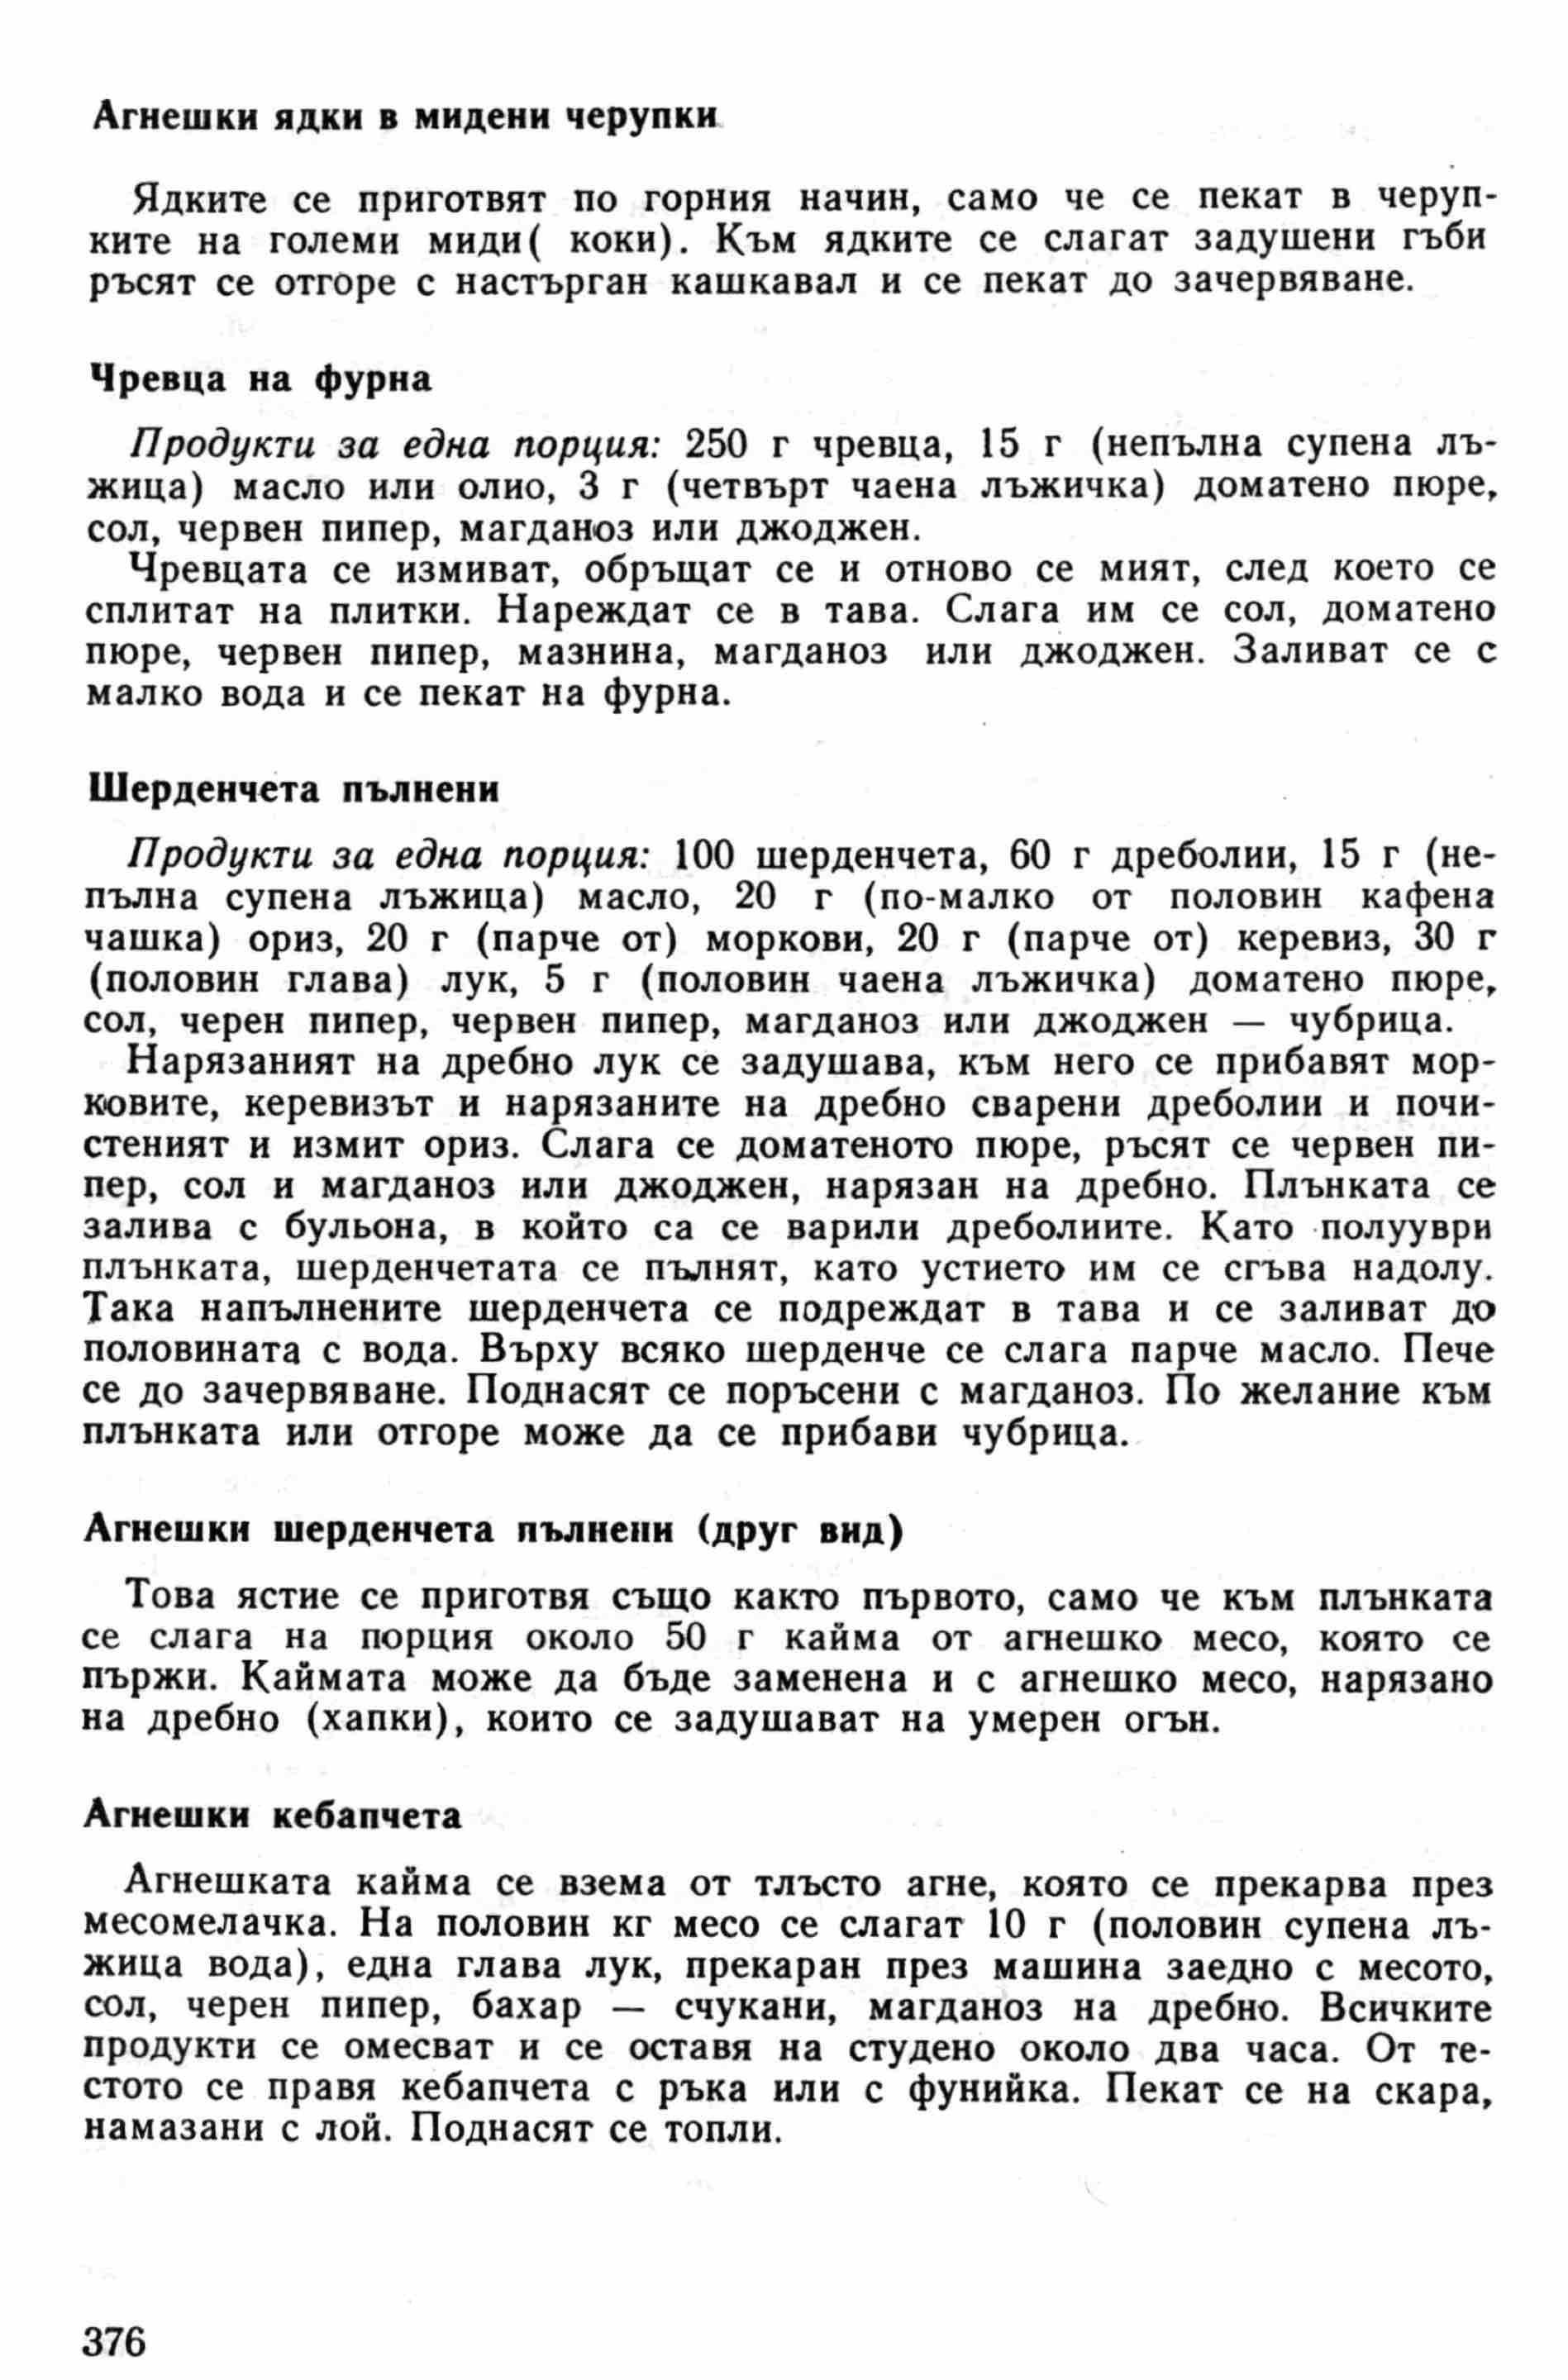 Агнешки ядки в мидени черупки
Ядките се приготвят по горния начин, само че се пекат в черуп-
ките на големи миди( коки). Към ядките се слагат задушени гъби
ръсят се отгоре с настърган кашкавал и се пекат до зачервяване.
Чревца на фурна
Продукти за една порция: 250 г чревца, 15 г (непълна супена лъ-
жица) масло или олио, 3 г (четвърт чаена лъжичка) доматено пюре,
сол, червен пипер, магданоз или джоджен.
Чревцата се измиват, обръщат се и отново се мият, след което се
сплитат на плитки. Нареждат се в тава. Слага им се сол, доматено
пюре, червен пипер, мазнина, магданоз или джоджен. Заливат се с
малко вода и се пекат на фурна.
Шерденчета пълнени
Продукти за една порция: 100 шерденчета, 60 г дреболии, 15 г (не-
пълна супена лъжица) масло, 20 г (по-малко от половин кафена
чашка) ориз, 20 г (парче от) моркови, 20 г (парче от) керевиз, 30 г
(половин глава) лук, 5 г (половин чаена лъжичка) доматено пюре,
сол, черен пипер, червен пипер, магданоз или джоджен — чубрица.
Нарязаният на дребно лук се задушава, към него се прибавят мор-
ковите, керевизът и нарязаните на дребно сварени дреболии и почи-
стеният и измит ориз. Слага се доматеното пюре, ръсят се червен пи-
пер, сол и магданоз или джоджен, нарязан на дребно. Плънката се
залива с бульона, в който са се варили дреболиите. Като полууври
плънката, шерденчетата се пълнят, като устието им се сгъва надолу.
Така напълнените шерденчета се подреждат в тава и се заливат до
половината с вода. Върху всяко шерденче се слага парче масло. Пече
се до зачервяване. Поднасят се поръсени с магданоз. По желание към
плънката или отгоре може да се прибави чубрица.
Агнешки шерденчета пълнени (друг вид)
Това ястие се приготвя също както първото, само че към плънката
се слага на порция около 50 г кайма от агнешко месо, която се
пържи. Каймата може да бъде заменена и с агнешко месо, нарязано
на дребно (хапки), които се задушават на умерен огън.
Агнешки кебапчета
Агнешката кайма се взема от тлъсто агне, която се прекарва през
месомелачка. На половин кг месо се слагат 10 г (половин супена лъ-
жица вода), една глава лук, прекаран през машина заедно с месото,
сол, черен пипер, бахар — счукани, магданоз на дребно. Всичките
продукти се омесват и се оставя на студено около два часа. От те-
стото се правя кебапчета с ръка или с фунийка. Пекат се на скара,
намазани с лой. Поднасят се топли.
376